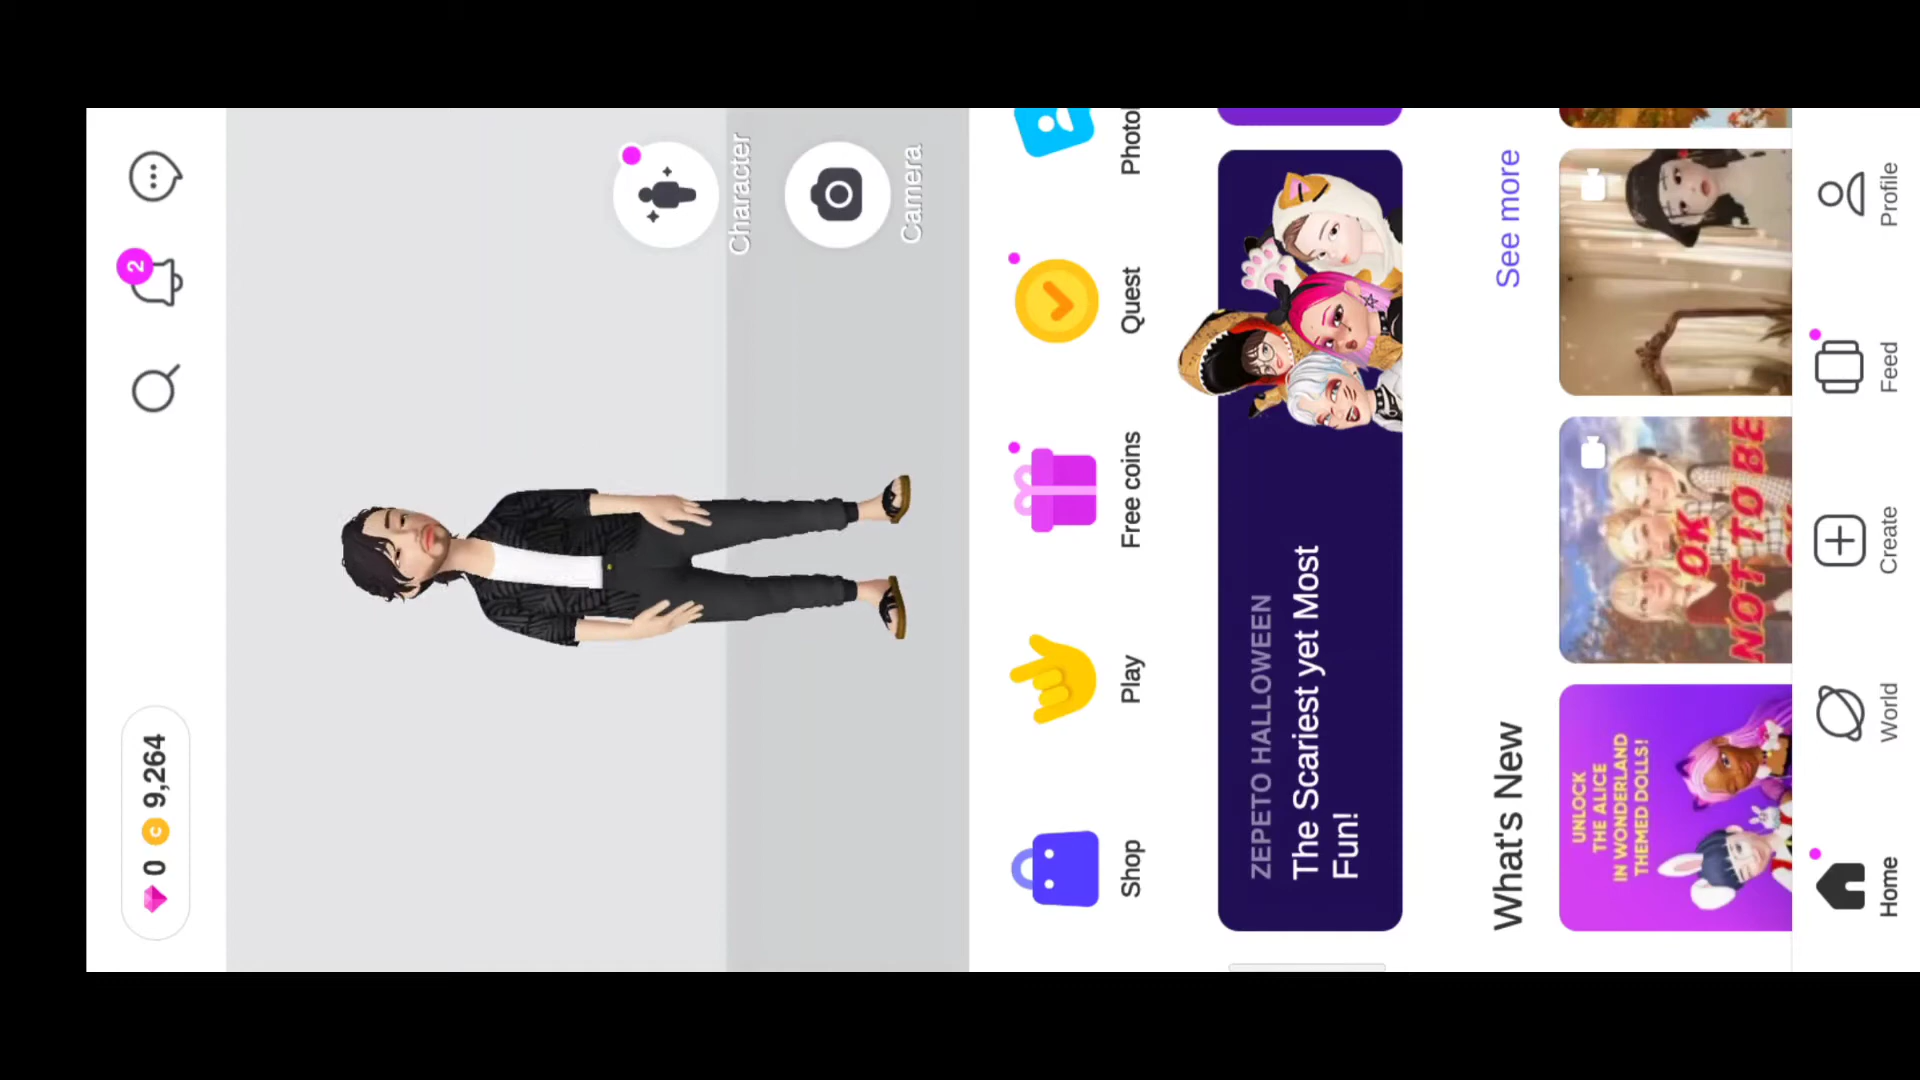 0 9,264
2
Character
Camera
Shop
Play
Free coins
Quest
ZEPETO HALLOWEEN
The Scariest yet Most
Fun!
What's New
See more
UNLOCK
THE ALICE
IN WONDERLAND
THEMED DOLLS!
OK
NOT TO BE
Home
World
Create
Feed
Profile